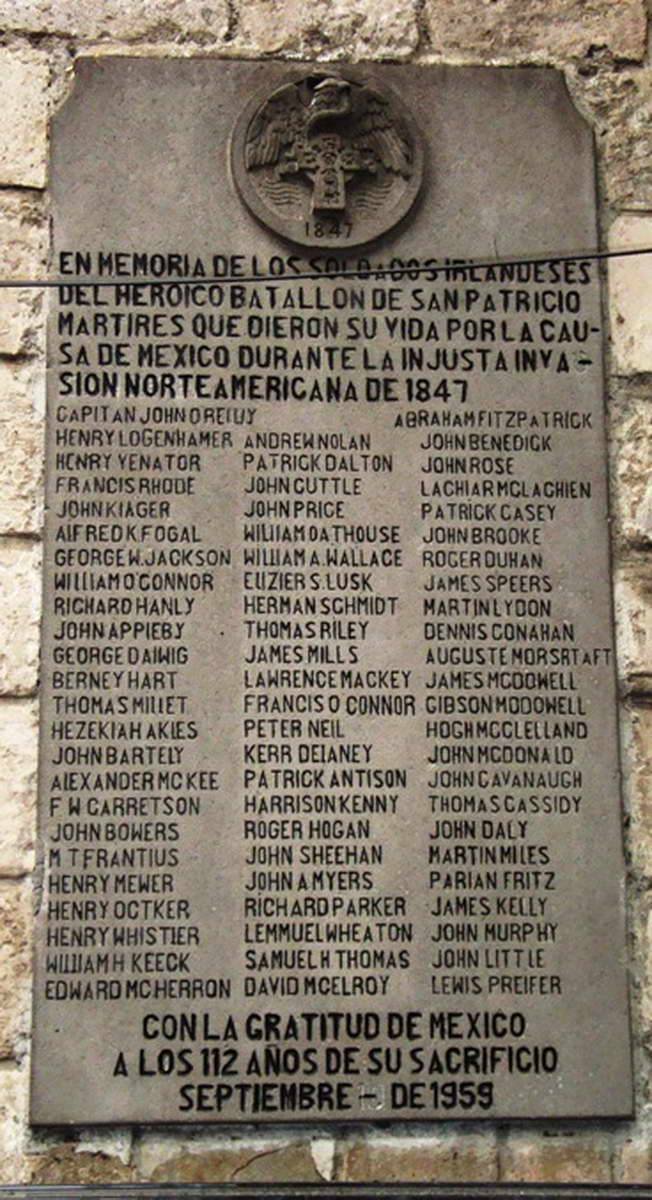 1847
EN MEMORIA DE LOS SOLDADOS IRLANDESES
DEL HEROICO BATALLON DE SAN PATRICIO
MARTIRES QUE DIERON SU VIDA POR LA CAU-
SA DE MEXICO DURANTE LA INJUSTA INVA-
SION NORTEAMERICANA DE 1847
CAPITAN JOHN OREILLY ABRAHAM FITZPATRICK
HENRY LOGENHAMER ANDREW NOLAN JOHN BENEDICK
HENRY VENATOR PATRICK DALTON JOHN ROSE
FRANCIS RHODE JOHN CUTTLE LACHIAR MCLACHIEN
JOHN KIAGER JOHN PRICE PATRICK CASEY
ALFRED K FOGAL WILLIAM OATHOUSE JOHN BROOKE
GEORGE W. JACKSON WILLIAM A. WALLACE ROGER DUHAN
WILLIAM O'CONNOR ELIZIER S. LUSK JAMES SPEERS
RICHARD HANLY HERMAN SCHMIDT MARTIN LYDON
JOHN APPLEBY THOMAS RILEY DENNIS CONAHAN
GEORGE DALWIG JAMES MILLS AUGUSTE MORSRTAFT
BERNEY HART LAWRENCE MACKEY JAMES MCDOWELL
THOMAS MILLET FRANCIS O'CONNOR GIBSON MCDOWELL
HEZEKIAH AKLES PETER NEIL HOGH MCCLELLAND
JOHN BARTELY KERR DELANEY JOHN MCDONALD
ALEXANDER MCKEE PATRICK ANTISON JOHN CAVANAUGH
F W GARRETSON HARRISON KENNY THOMAS CASSIDY
JOHN BOWERS ROGER HOGAN JOHN DALY
M T FRANTIUS JOHN SHEEHAN MARTIN MILES
HENRY MEWER JOHN A MYERS PARIAN FRITZ
HENRY OCTKER RICHARD PARKER JAMES KELLY
HENRY WHISTLER LEMMUEL WHEATON JOHN MURPHY
WILLIAM H KEECK SAMUEL H THOMAS JOHN LITTLE
EDWARD MCHERRON DAVID MCELROY LEWIS PREIFER
CON LA GRATITUD DE MEXICO
A LOS 112 AÑOS DE SU SACRIFICIO
SEPTIEMBRE - DE 1959